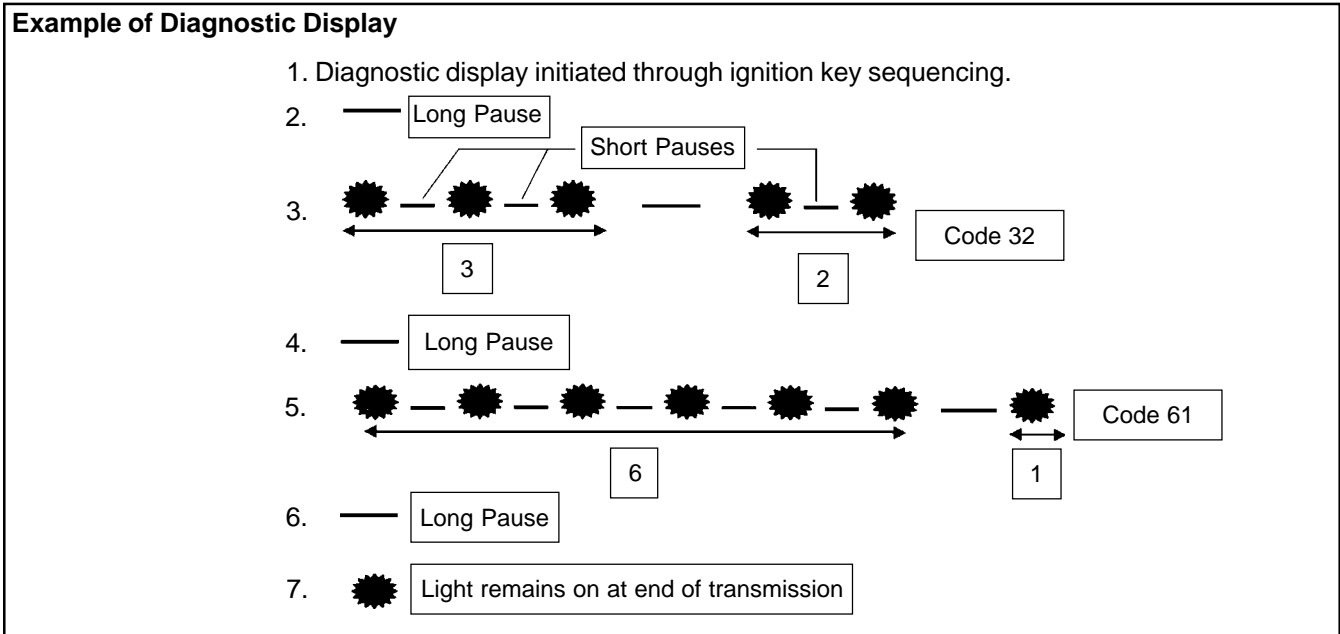 Example of Diagnostic Display
1. Diagnostic display initiated through ignition key sequencing.
2. Long Pause
Short Pauses
3. Code 32
3 2
4. Long Pause
5. Code 61
6 1
6. Long Pause
7. Light remains on at end of transmission